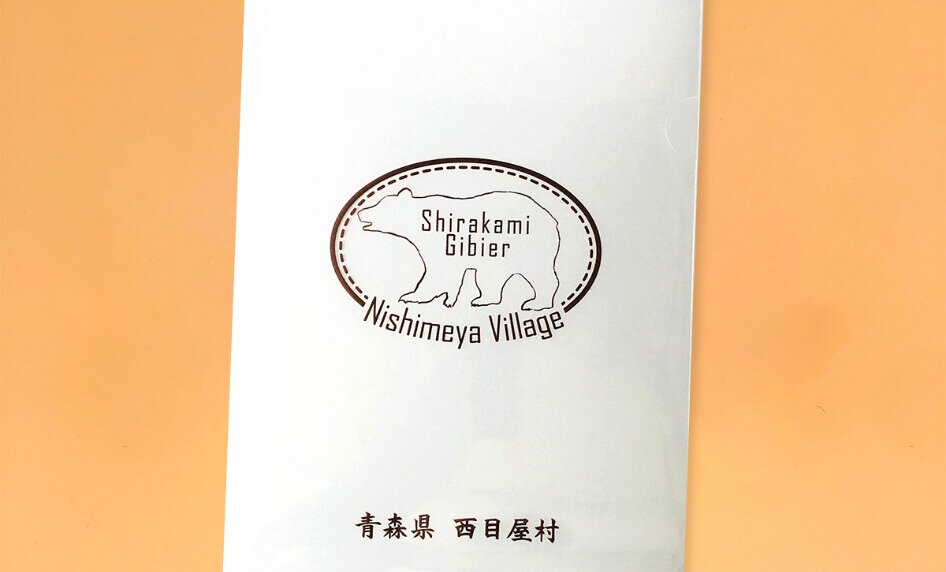 Shirakami
Gibier
Nishimeya Village
青森県 西目屋村